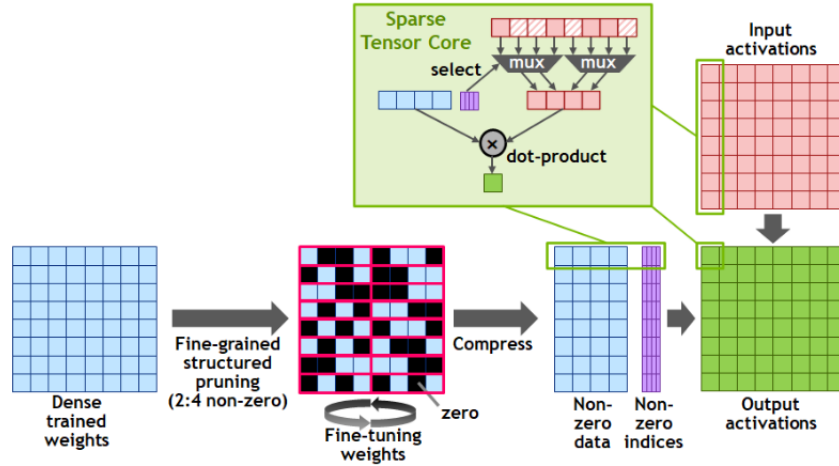 Sparse
Tensor Core
select
mux
mux
×
dot-product
Input
activations
Fine-grained
structured
pruning
(2:4 non-zero)
Compress
zero
Dense
trained
weights
Fine-tuning
weights
Non-
zero
data
Non-
zero
indices
Output
activations